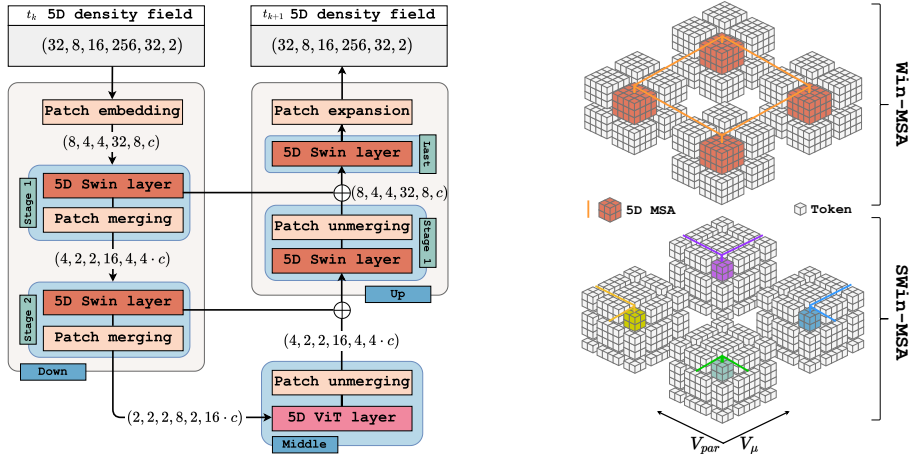 t_k 5D density field
(32, 8, 16, 256, 32, 2)
Patch embedding
(8, 4, 4, 32, 8, c)
Stage 1
5D Swin layer
Patch merging
(4, 2, 2, 16, 4, 4 · c)
Stage 2
5D Swin layer
Patch merging
Down
(2, 2, 2, 8, 2, 16 · c)
t_{k+1} 5D density field
(32, 8, 16, 256, 32, 2)
Patch expansion
5D Swin layer
Last
(8, 4, 4, 32, 8, c)
Patch unmerging
5D Swin layer
Stage 1
Up
(4, 2, 2, 16, 4, 4 · c)
Patch unmerging
5D ViT layer
Middle
Win-MSA
5D MSA
Token
SWin-MSA
V_{par}
V_μ